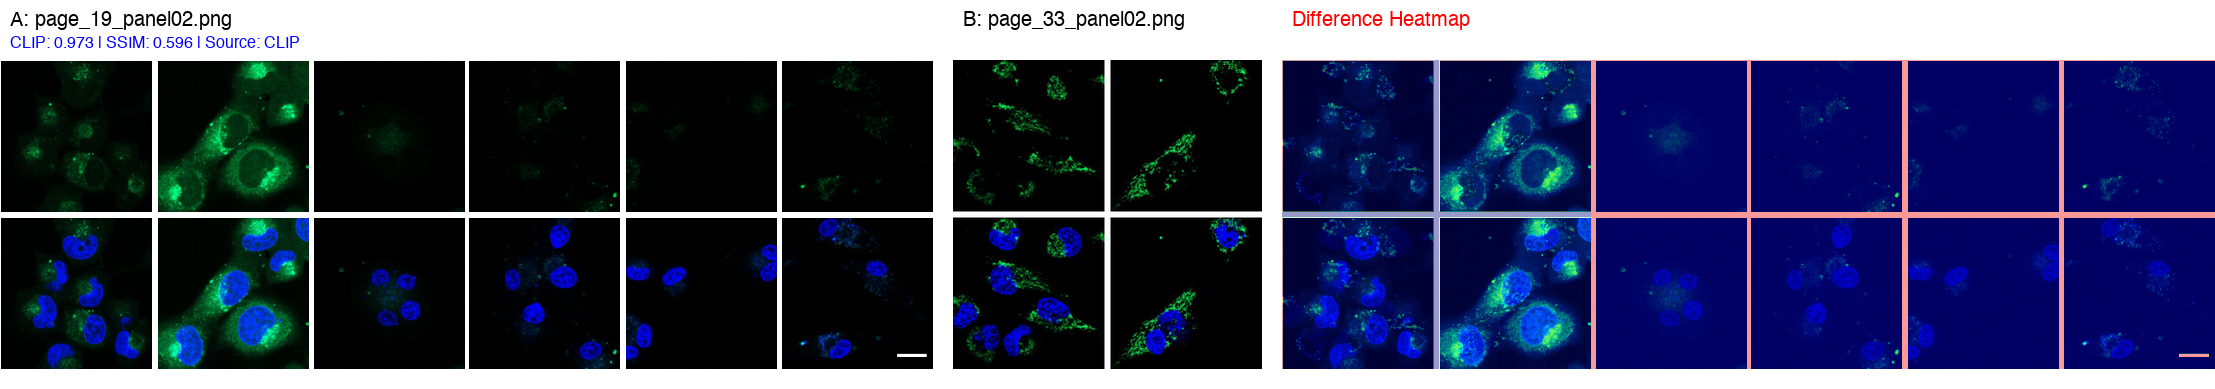 A: page_19_panel02.png
CLIP: 0.973 | SSIM: 0.596 | Source: CLIP
B: page_33_panel02.png
Difference Heatmap